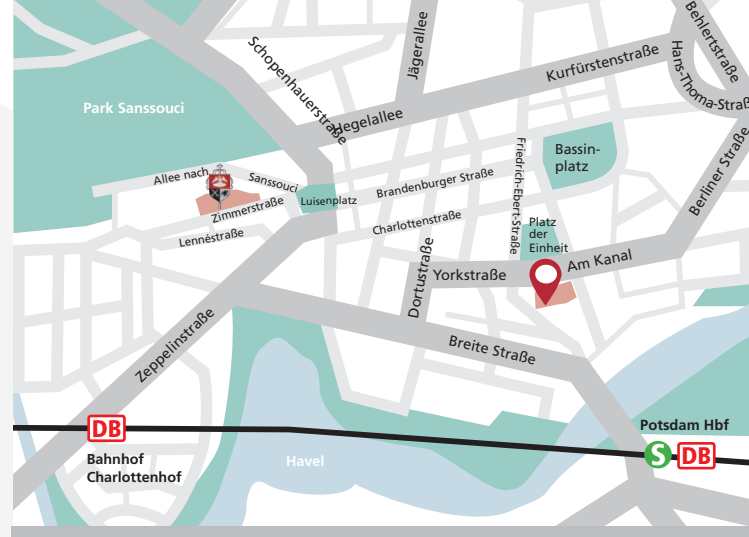 Schopenhauerstraße
Jägerallee
Behlertstraße
Kurfürstenstraße
Hans-Thoma-Straß
Park Sanssouci
Hegelallee
Friedrich-Ebert-Straße
Bassin-
platz
Berliner Straße
Allee nach
Sanssouci
Brandenburger Straße
Luisenplatz
Zimmerstraße
Charlottenstraße
Platz
der
Einheit
Lennéstraße
Dortustraße
Yorkstraße
Am Kanal
Zeppelinstraße
Breite Straße
DB
Bahnhof
Charlottenhof
Havel
Potsdam Hbf
S
DB